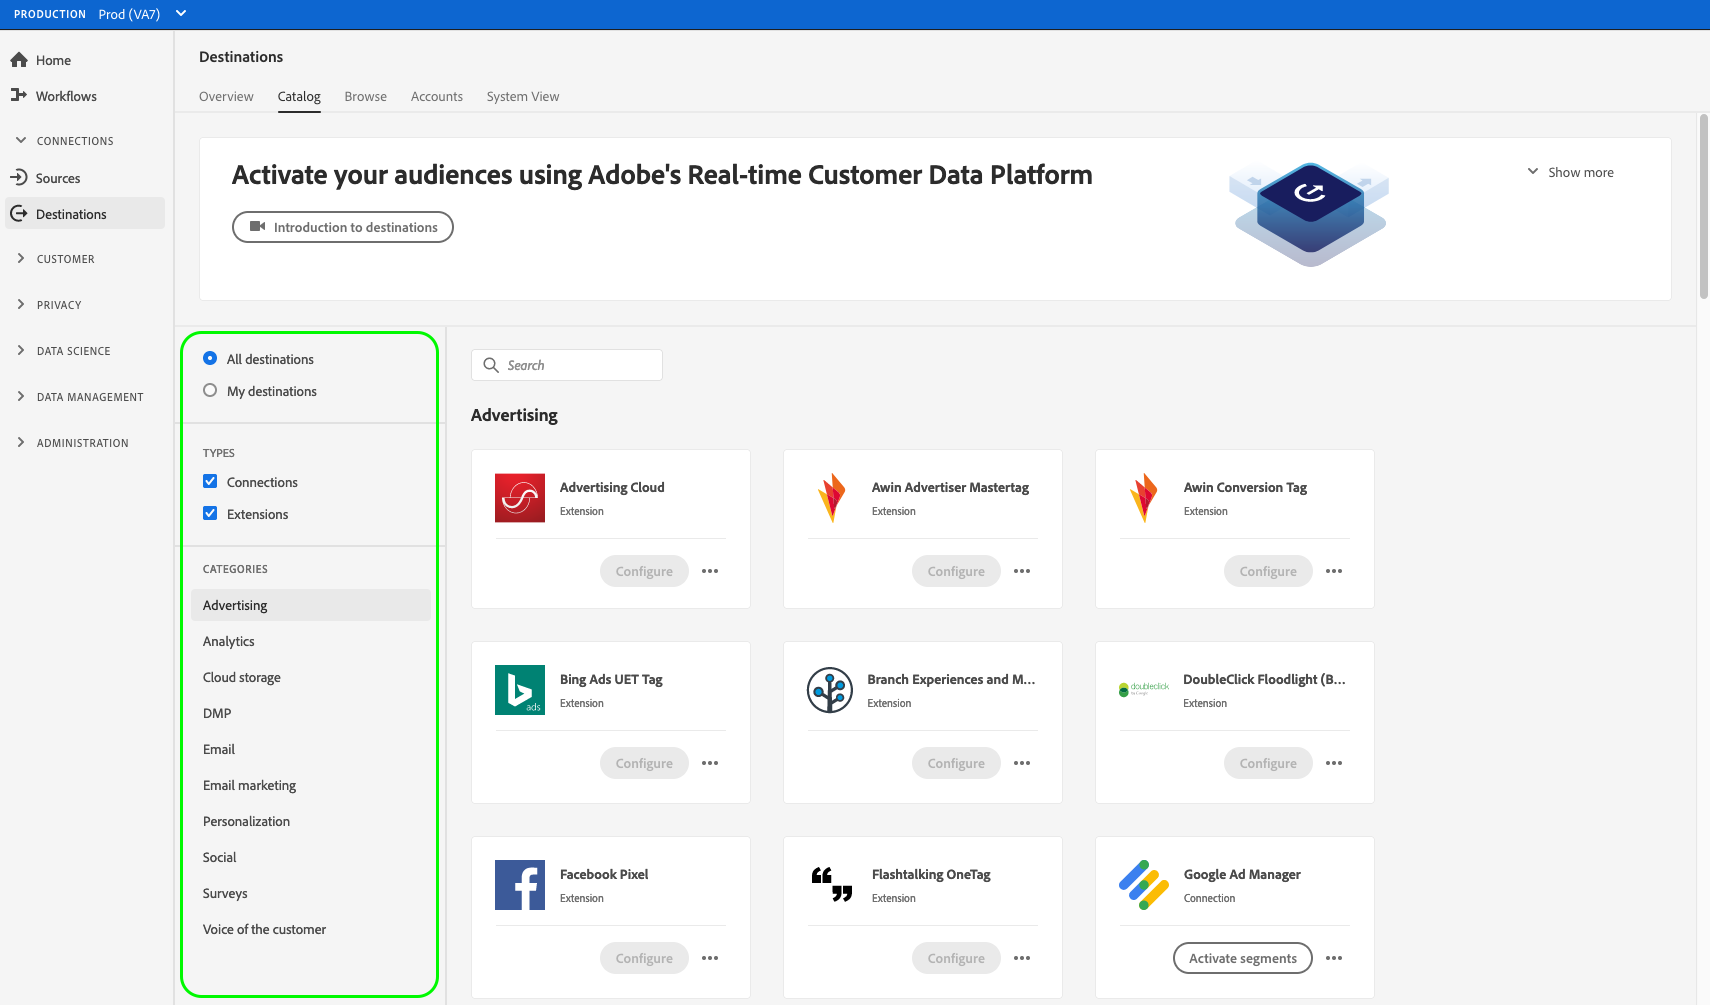 PRODUCTION Prod (VA7)
Home
Workflows
CONNECTIONS
Sources
Destinations
CUSTOMER
PRIVACY
DATA SCIENCE
DATA MANAGEMENT
ADMINISTRATION
Destinations
Overview Catalog Browse Accounts System View
Activate your audiences using Adobe's Real-time Customer Data Platform
Show more
Introduction to destinations
All destinations
My destinations
TYPES
Connections
Extensions
CATEGORIES
Advertising
Analytics
Cloud storage
DMP
Email
Email marketing
Personalization
Social
Surveys
Voice of the customer
Search
Advertising
Advertising Cloud
Extension
Configure
Awin Advertiser Mastertag
Extension
Configure
Awin Conversion Tag
Extension
Configure
ads
Bing Ads UET Tag
Extension
Configure
Branch Experiences and M...
Extension
Configure
doubleclick
DoubleClick Floodlight (B...
Extension
Configure
Facebook Pixel
Extension
Configure
Flashtalking OneTag
Extension
Configure
Google Ad Manager
Connection
Activate segments